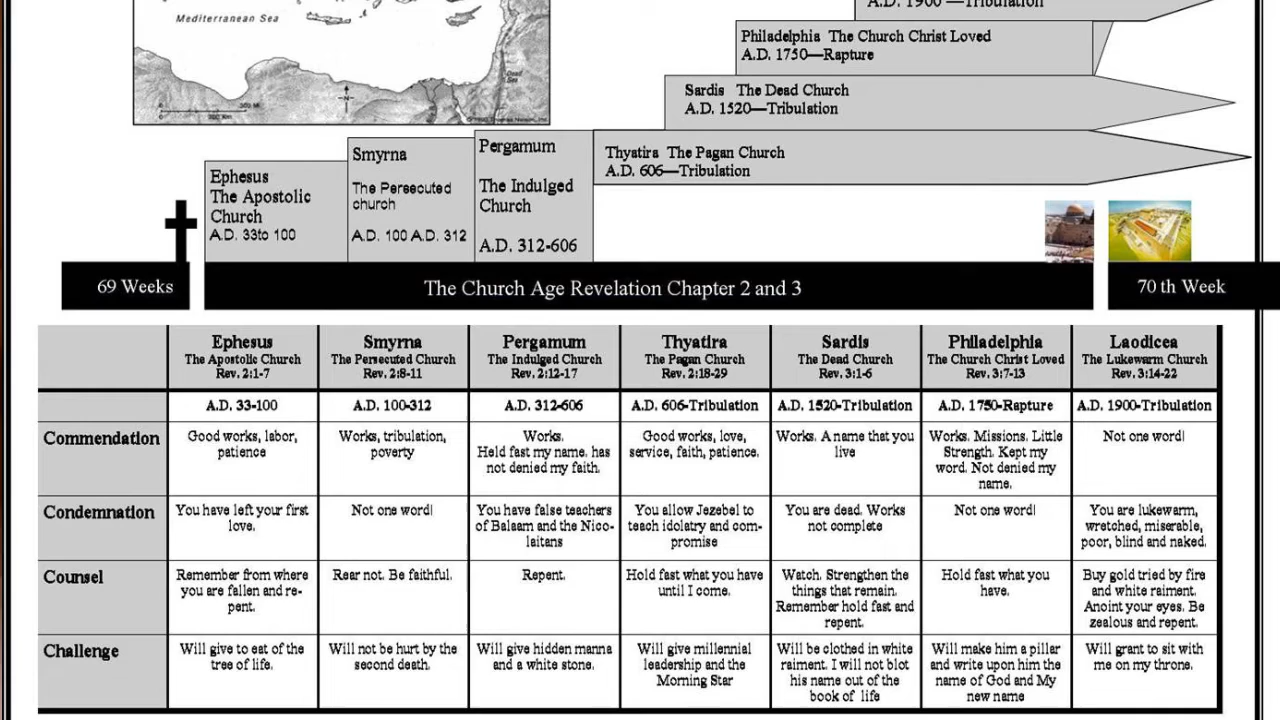 Mediterranean Sea
Dead
Sea
N
0 300 Mi
0 300 Km
A.D. 1900 —Tribulation
Philadelphia The Church Christ Loved
A.D. 1750—Rapture
Sardis The Dead Church
A.D. 1520—Tribulation
Thyatira The Pagan Church
A.D. 606—Tribulation
Ephesus
The Apostolic
Church
A.D. 33to 100
Smyrna
The Persecuted
church
A.D. 100 A.D. 312
Pergamum
The Indulged
Church
A.D. 312-606
69 Weeks
The Church Age Revelation Chapter 2 and 3
70 th Week
Ephesus
The Apostolic Church
Rev. 2:1-7
Smyrna
The Persecuted Church
Rev. 2:8-11
Pergamum
The Indulged Church
Rev. 2:12-17
Thyatira
The Pagan Church
Rev. 2:18-29
Sardis
The Dead Church
Rev. 3:1-6
Philadelphia
The Church Christ Loved
Rev. 3:7-13
Laodicea
The Lukewarm Church
Rev. 3:14-22
A.D. 33-100
A.D. 100-312
A.D. 312-606
A.D. 606-Tribulation
A.D. 1520-Tribulation
A.D. 1750-Rapture
A.D. 1900-Tribulation
Commendation
Good works, labor,
patience
Works, tribulation,
poverty
Works.
Held fast my name, has
not denied my faith.
Good works, love,
service, faith, patience.
Works. A name that you
live
Works. Missions. Little
Strength. Kept my
word. Not denied my
name.
Not one word!
Condemnation
You have left your first
love.
Not one word!
You have false teachers
of Balaam and the Nico-
laitans
You allow Jezebel to
teach idolatry and com-
promise
You are dead. Works
not complete
Not one word!
You are lukewarm,
wretched, miserable,
poor, blind and naked.
Counsel
Remember from where
you are fallen and re-
pent.
Rear not. Be faithful.
Repent.
Hold fast what you have
until I come.
Watch. Strengthen the
things that remain.
Remember hold fast and
repent.
Hold fast what you
have.
Buy gold tried by fire
and white raiment.
Anoint your eyes. Be
zealous and repent.
Challenge
Will give to eat of the
tree of life.
Will not be hurt by the
second death.
Will give hidden manna
and a white stone.
Will give millennial
leadership and the
Morning Star
Will be clothed in white
raiment. I will not blot
his name out of the
book of life
Will make him a pillar
and write upon him the
name of God and My
new name
Will grant to sit with
me on my throne.